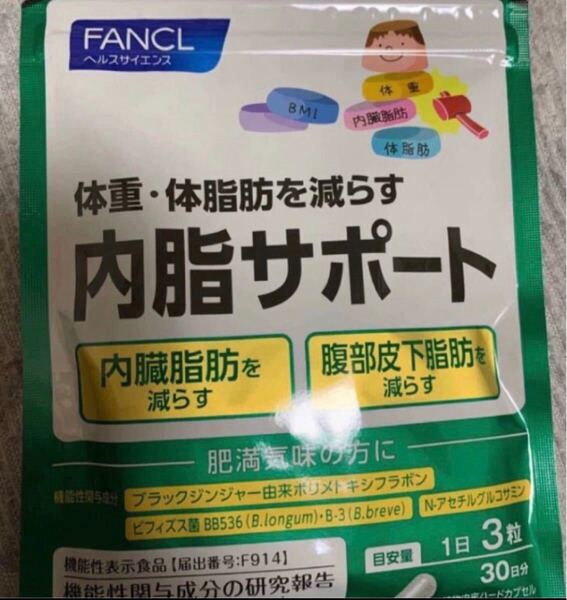 FANCL
ヘルスサイエンス
体重
BMI
内臓脂肪
体脂肪
体重・体脂肪を減らす
内脂サポート
内臓脂肪を
減らす
腹部皮下脂肪を
減らす
肥満気味の方に
機能性関与成分
ブラックジンジャー由来ポリメトキシフラボン
ビフィズス菌 BB536 (B.longum)・B-3 (B.breve)
N-アセチルグルコサミン
機能性表示食品【届出番号:F914】
機能性関与成分の研究報告
目安量
1日3粒
30日分